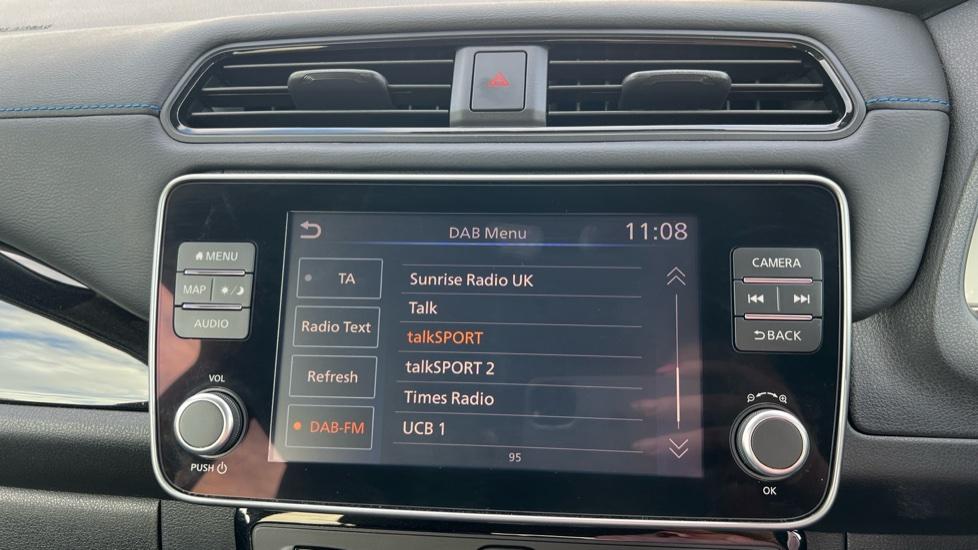 DAB Menu
11:08
MENU
MAP
AUDIO
VOL
PUSH
TA
Radio Text
Refresh
DAB-FM
Sunrise Radio UK
Talk
talkSPORT
talkSPORT 2
Times Radio
UCB 1
95
CAMERA
BACK
OK